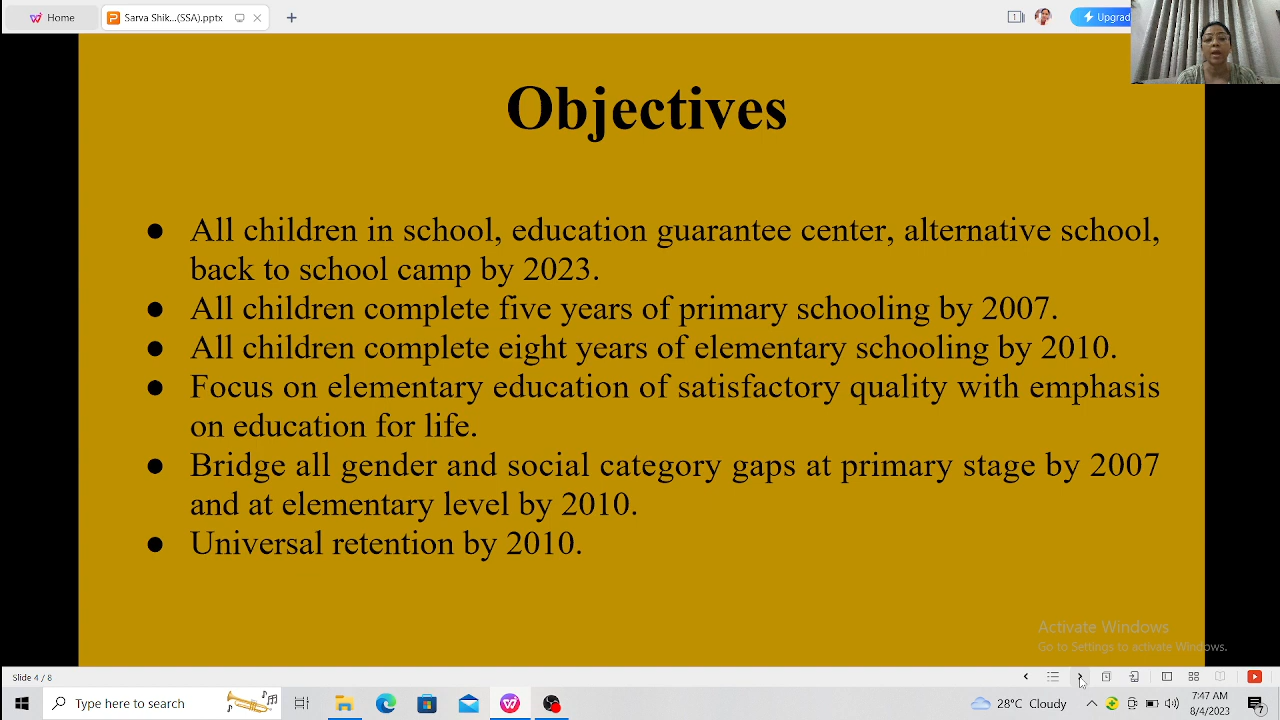 Home
Sarva Shik...(SSA).pptx
Upgrad
Objectives
● All children in school, education guarantee center, alternative school,
back to school camp by 2023.
● All children complete five years of primary schooling by 2007.
● All children complete eight years of elementary schooling by 2010.
● Focus on elementary education of satisfactory quality with emphasis
on education for life.
● Bridge all gender and social category gaps at primary stage by 2007
and at elementary level by 2010.
● Universal retention by 2010.
Activate Windows
Go to Settings to activate Windows.
Slide 4 / 8
Type here to search
28°C Cloudy
7:47 AM
8/4/2023
7